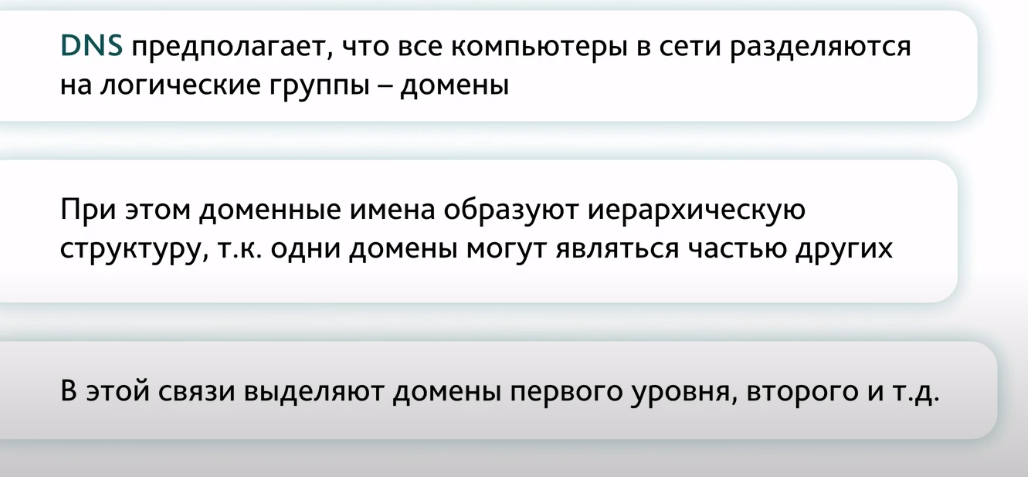 DNS предполагает, что все компьютеры в сети разделяются
на логические группы – домены
При этом доменные имена образуют иерархическую
структуру, т.к. одни домены могут являться частью других
В этой связи выделяют домены первого уровня, второго и т.д.